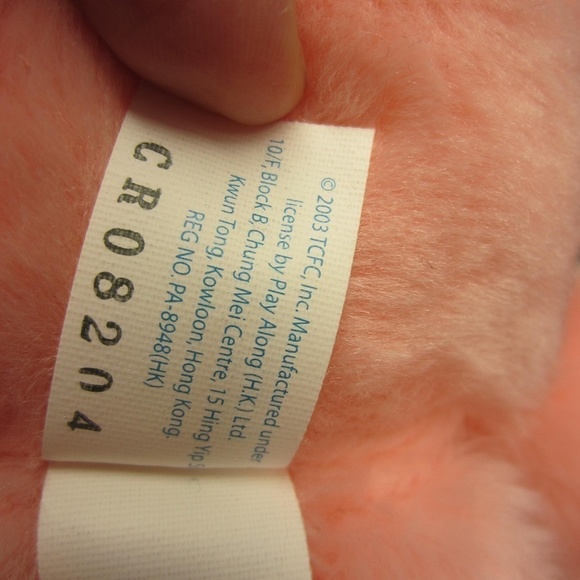 © 2003 TCFC, Inc. Manufactured under
license by Play Along (H.K.) Ltd.
10/F, Block B, Chung Mei Centre, 15 Hing Yip S
Kwun Tong, Kowloon, Hong Kong.
REG NO. PA-8948(HK)
CR08204